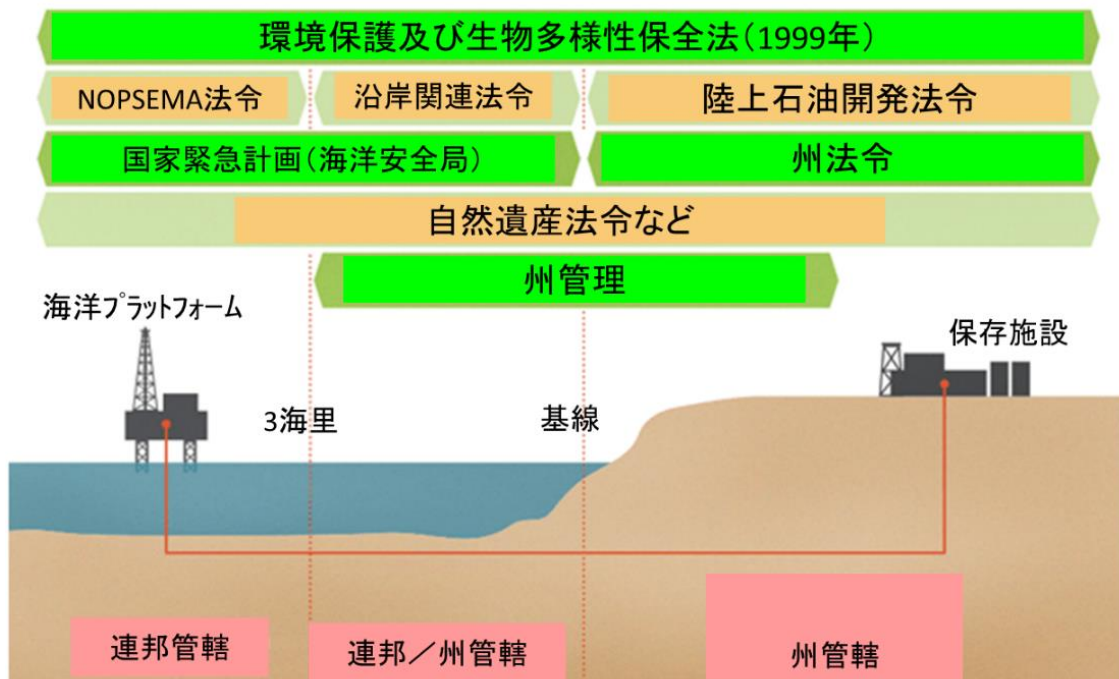 環境保護及び生物多様性保全法（1999年）
NOPSEMA法令
沿岸関連法令
陸上石油開発法令
国家緊急計画（海洋安全局）
州法令
自然遺産法令など
州管理
海洋プラットフォーム
保存施設
3海里
基線
連邦管轄
連邦／州管轄
州管轄